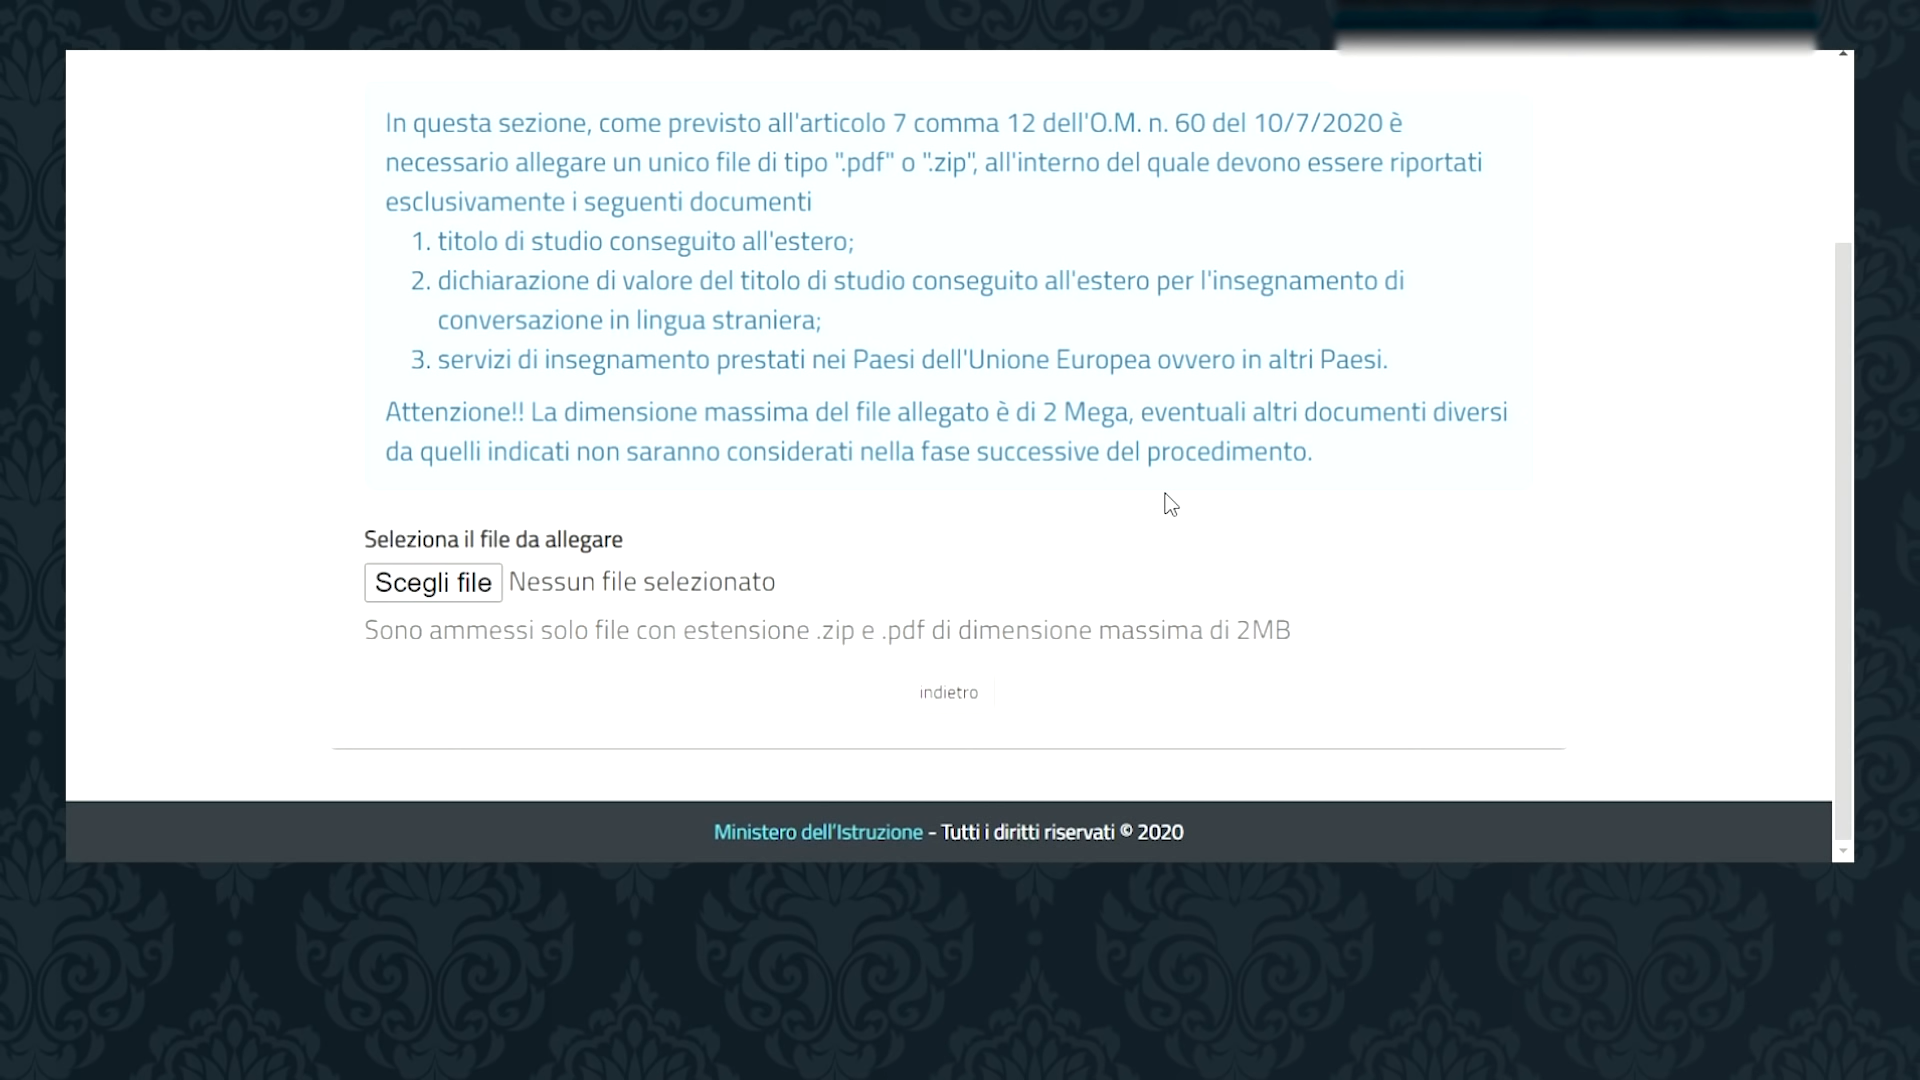 In questa sezione, come previsto all'articolo 7 comma 12 dell'O.M. n. 60 del 10/7/2020 è
necessario allegare un unico file di tipo ".pdf" o ".zip", all'interno del quale devono essere riportati
esclusivamente i seguenti documenti
1. titolo di studio conseguito all'estero;
2. dichiarazione di valore del titolo di studio conseguito all'estero per l'insegnamento di
conversazione in lingua straniera;
3. servizi di insegnamento prestati nei Paesi dell'Unione Europea ovvero in altri Paesi.
Attenzione!! La dimensione massima del file allegato è di 2 Mega, eventuali altri documenti diversi
da quelli indicati non saranno considerati nella fase successive del procedimento.
Seleziona il file da allegare
Scegli file Nessun file selezionato
Sono ammessi solo file con estensione .zip e .pdf di dimensione massima di 2MB
indietro
Ministero dell'Istruzione - Tutti i diritti riservati © 2020